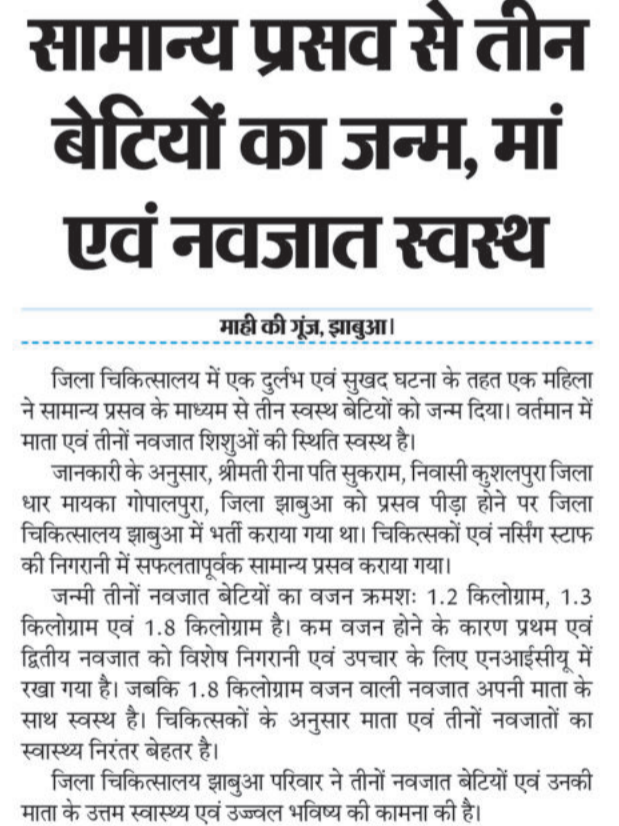 सामान्य प्रसव से तीन
बेटियों का जन्म, मां
एवं नवजात स्वस्थ
माही की गूंज, झाबुआ।
जिला चिकित्सालय में एक दुर्लभ एवं सुखद घटना के तहत एक महिला
ने सामान्य प्रसव के माध्यम से तीन स्वस्थ बेटियों को जन्म दिया। वर्तमान में
माता एवं तीनों नवजात शिशुओं की स्थिति स्वस्थ है।
जानकारी के अनुसार, श्रीमती रीना पति सुकराम, निवासी कुशलपुरा जिला
धार मायका गोपालपुरा, जिला झाबुआ को प्रसव पीड़ा होने पर जिला
चिकित्सालय झाबुआ में भर्ती कराया गया था। चिकित्सकों एवं नर्सिंग स्टाफ
की निगरानी में सफलतापूर्वक सामान्य प्रसव कराया गया।
जन्मी तीनों नवजात बेटियों का वजन क्रमशः 1.2 किलोग्राम, 1.3
किलोग्राम एवं 1.8 किलोग्राम है। कम वजन होने के कारण प्रथम एवं
द्वितीय नवजात को विशेष निगरानी एवं उपचार के लिए एनआईसीयू में
रखा गया है। जबकि 1.8 किलोग्राम वजन वाली नवजात अपनी माता के
साथ स्वस्थ है। चिकित्सकों के अनुसार माता एवं तीनों नवजातों का
स्वास्थ्य निरंतर बेहतर है।
जिला चिकित्सालय झाबुआ परिवार ने तीनों नवजात बेटियों एवं उनकी
माता के उत्तम स्वास्थ्य एवं उज्ज्वल भविष्य की कामना की है।